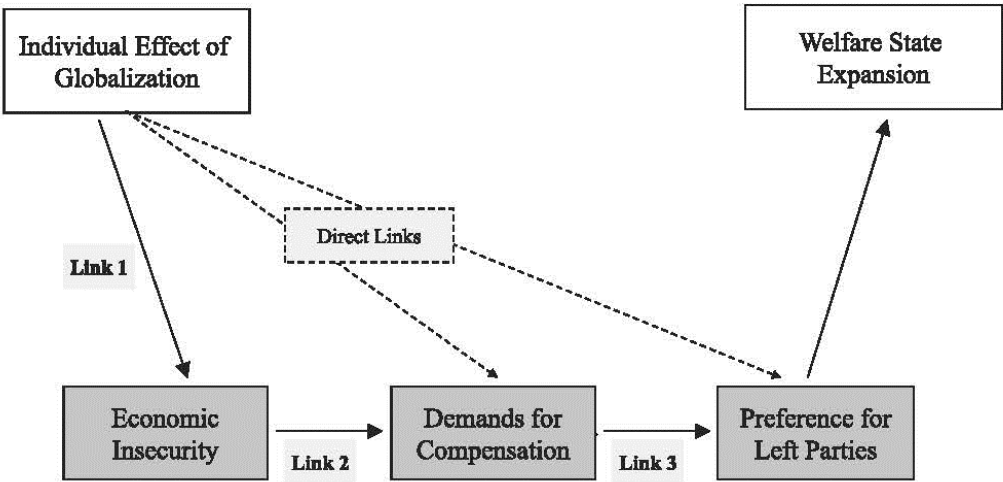 Individual Effect of
Globalization
Welfare State
Expansion
Direct Links
Link 1
Economic
Insecurity
Link 2
Demands for
Compensation
Link 3
Preference for
Left Parties